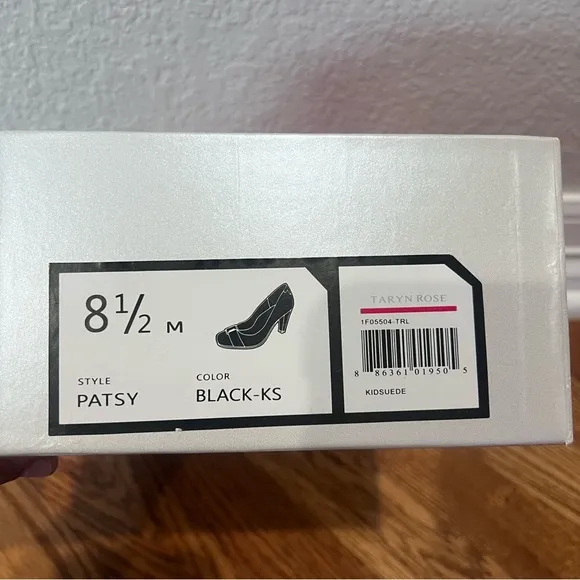 8½ M
STYLE
PATSY
COLOR
BLACK-KS
TARYN ROSE
1F05504-TRL
8 86361 01950 5
KIDSUEDE